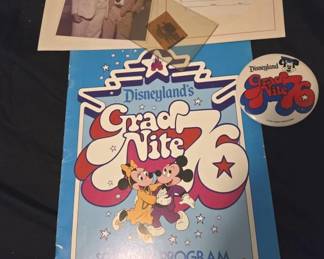 Disneyland's
Grad
Nite 76
PROGRAM
Disneyland
Grad
Nite 76